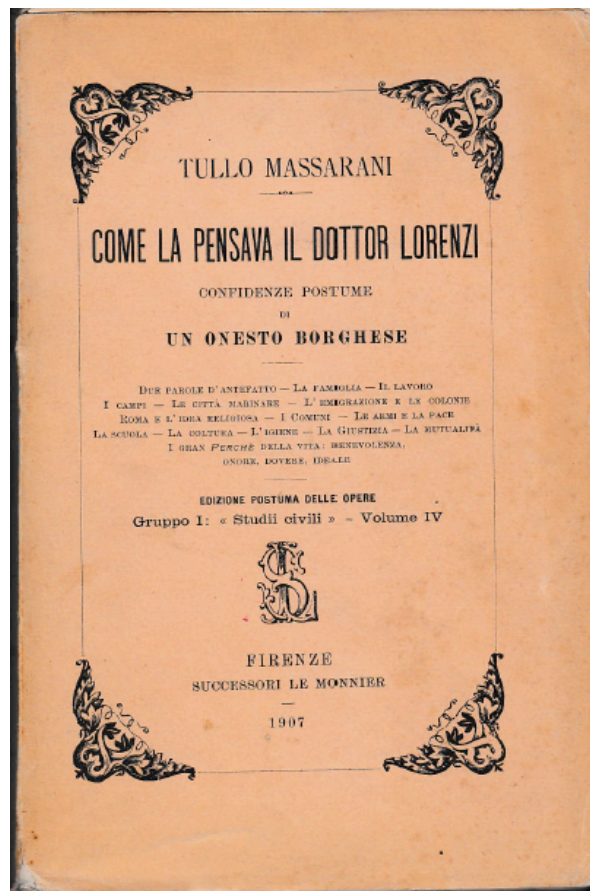 TULLO MASSARANI
COME LA PENSAVA IL DOTTOR LORENZI
CONFIDENZE POSTUME
DI
UN ONESTO BORGHESE
DUE PAROLE D'ANTEFATTO — LA FAMIGLIA — IL LAVORO
I CAMPI — LE CITTÀ MARINARE — L'EMIGRAZIONE E LE COLONIE
ROMA E L'IDEA RELIGIOSA — I COMUNI — LE ARMI E LA PACE
LA SCUOLA — LA COLTURA — L'IGIENE — LA GIUSTIZIA — LA MUTUALITÀ
I GRAN PERCHÈ DELLA VITA: BENEVOLENZA,
ONORE, DOVERE, IDEALE
EDIZIONE POSTUMA DELLE OPERE
Gruppo I: « Studii civili » - Volume IV
FIRENZE
SUCCESSORI LE MONNIER
1907